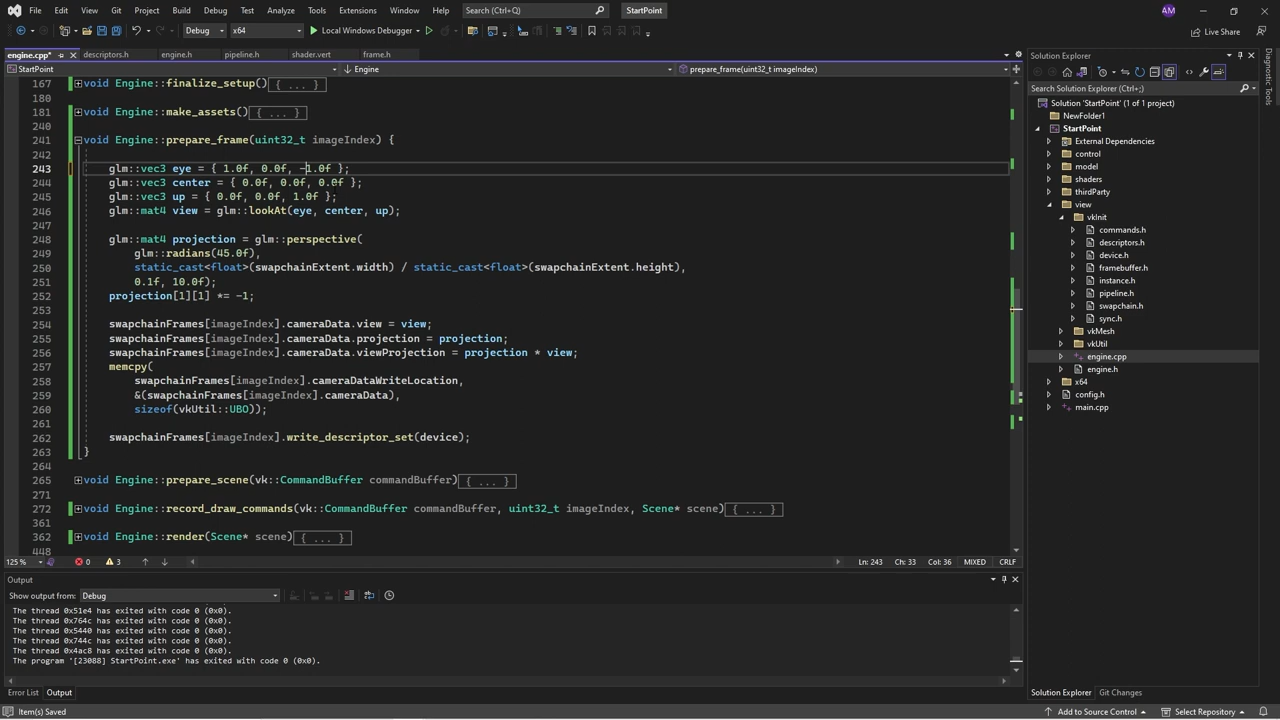 File Edit View Git Project Build Debug Test Analyze Tools Extensions Window Help Search (Ctrl+Q) StartPoint AM
Debug x64 Local Windows Debugger Live Share
engine.cpp* descriptors.h engine.h pipeline.h shader.vert frame.h
StartPoint Engine prepare_frame(uint32_t imageIndex)
167 void Engine::finalize_setup() { ... }
180
181 void Engine::make_assets() { ... }
240
241 void Engine::prepare_frame(uint32_t imageIndex) {
242
243 glm::vec3 eye = { 1.0f, 0.0f, -1.0f };
244 glm::vec3 center = { 0.0f, 0.0f, 0.0f };
245 glm::vec3 up = { 0.0f, 0.0f, 1.0f };
246 glm::mat4 view = glm::lookAt(eye, center, up);
247
248 glm::mat4 projection = glm::perspective(
249 glm::radians(45.0f),
250 static_cast<float>(swapchainExtent.width) / static_cast<float>(swapchainExtent.height),
251 0.1f, 10.0f);
252 projection[1][1] *= -1;
253
254 swapchainFrames[imageIndex].cameraData.view = view;
255 swapchainFrames[imageIndex].cameraData.projection = projection;
256 swapchainFrames[imageIndex].cameraData.viewProjection = projection * view;
257 memcpy(
258 swapchainFrames[imageIndex].cameraDataWriteLocation,
259 &(swapchainFrames[imageIndex].cameraData),
260 sizeof(vkUtil::UBO));
261
262 swapchainFrames[imageIndex].write_descriptor_set(device);
263 }
264
265 void Engine::prepare_scene(vk::CommandBuffer commandBuffer) { ... }
271
272 void Engine::record_draw_commands(vk::CommandBuffer commandBuffer, uint32_t imageIndex, Scene* scene) { ... }
361
362 void Engine::render(Scene* scene) { ... }
448
125 % 0 3 Ln: 243 Ch: 33 Col: 36 MIXED CRLF
Output
Show output from: Debug
The thread 0x51e4 has exited with code 0 (0x0).
The thread 0x764c has exited with code 0 (0x0).
The thread 0x5440 has exited with code 0 (0x0).
The thread 0x744c has exited with code 0 (0x0).
The thread 0x4ac8 has exited with code 0 (0x0).
The program '[23088] StartPoint.exe' has exited with code 0 (0x0).
Error List Output
Item(s) Saved
Solution Explorer
Search Solution Explorer (Ctrl+;)
Solution 'StartPoint' (1 of 1 project)
NewFolder1
StartPoint
External Dependencies
control
model
shaders
thirdParty
view
vkInit
commands.h
descriptors.h
device.h
framebuffer.h
instance.h
pipeline.h
swapchain.h
sync.h
vkMesh
vkUtil
engine.cpp
engine.h
x64
config.h
main.cpp
Solution Explorer Git Changes
Add to Source Control Select Repository
Diagnostic Tools